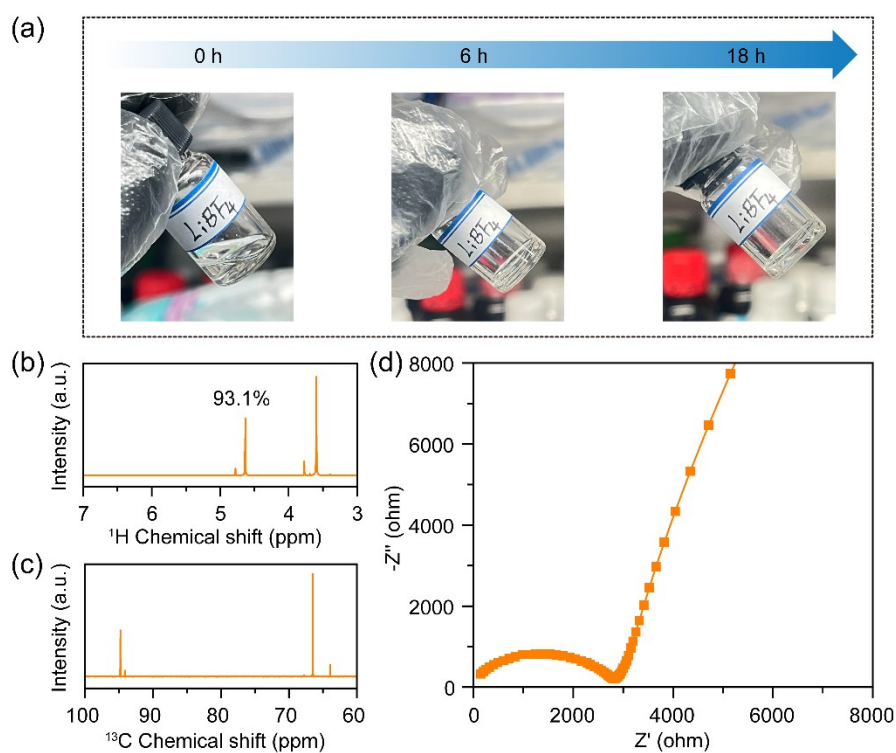 (a)
0 h 6 h 18 h
LiBF₄ LiBF₄ LiBF₄
(b)
Intensity (a.u.)
93.1%
7 6 5 4 3
¹H Chemical shift (ppm)
(c)
Intensity (a.u.)
100 90 80 70 60
¹³C Chemical shift (ppm)
(d)
-Z'' (ohm)
8000
6000
4000
2000
0
0 2000 4000 6000 8000
Z' (ohm)